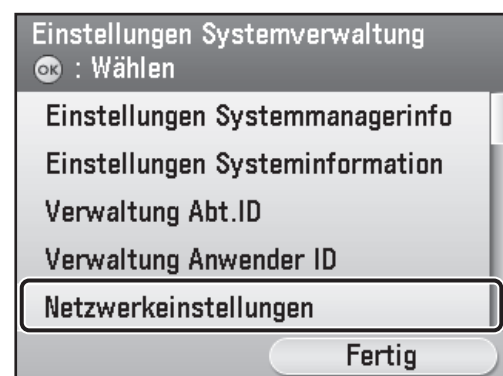 Einstellungen Systemverwaltung
OK : Wählen
Einstellungen Systemmanagerinfo
Einstellungen Systeminformation
Verwaltung Abt.ID
Verwaltung Anwender ID
Netzwerkeinstellungen
Fertig